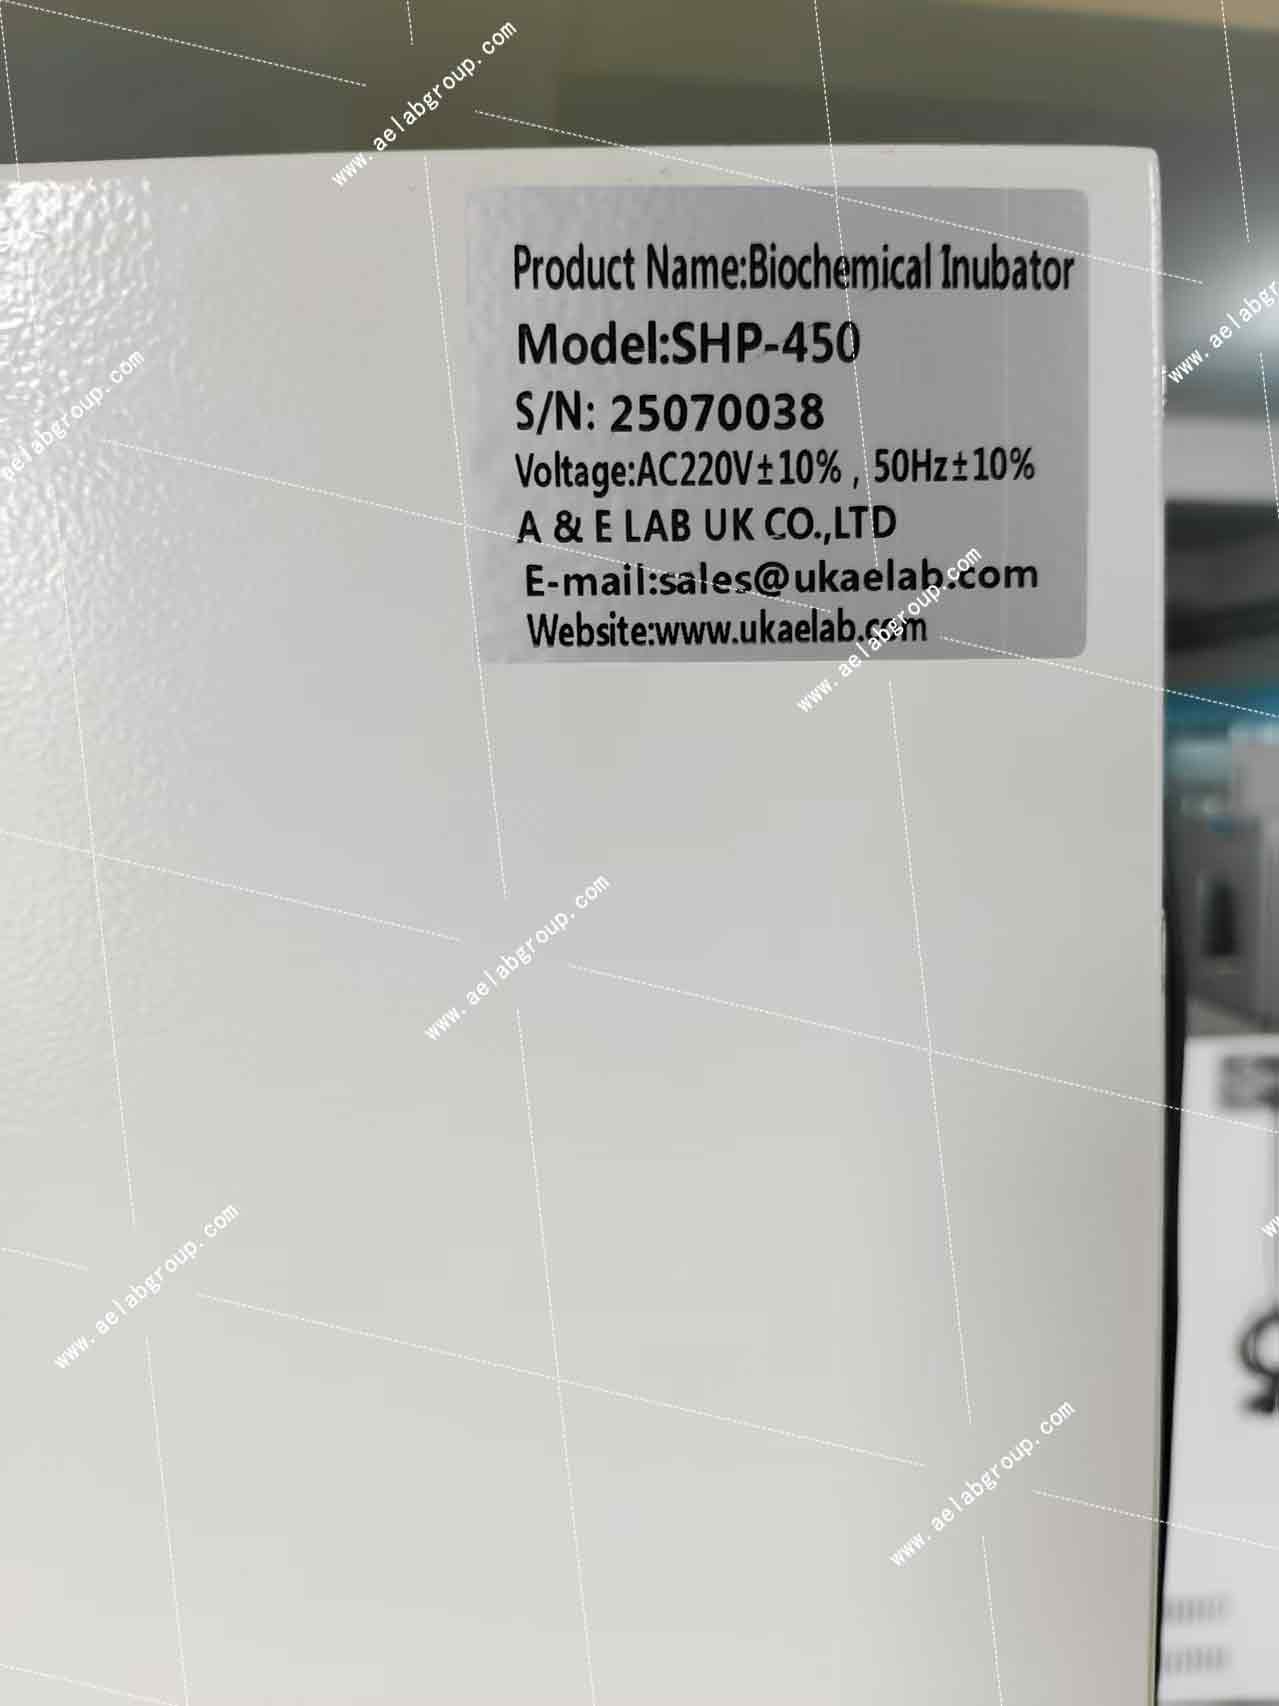 Product Name:Biochemical Inubator
Model:SHP-450
S/N: 25070038
Voltage:AC220V±10% , 50Hz±10%
A & E LAB UK CO.,LTD
E-mail:sales@ukaelab.com
Website:www.ukaelab.com
www.aelabgroup.com
www.aelabgroup.com
www.aelabgroup.com
www.aelabgroup.com
www.aelabgroup.com
www.aelabgroup.com